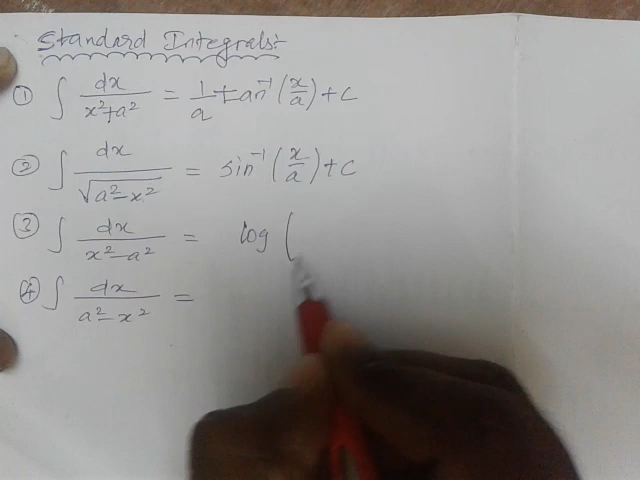 Standard Integrals:-
① ∫ dx / (x²+a²) = 1/a tan⁻¹(x/a) + c
② ∫ dx / √(a²-x²) = sin⁻¹(x/a) + c
③ ∫ dx / (x²-a²) = log (
④ ∫ dx / (a²-x²) =